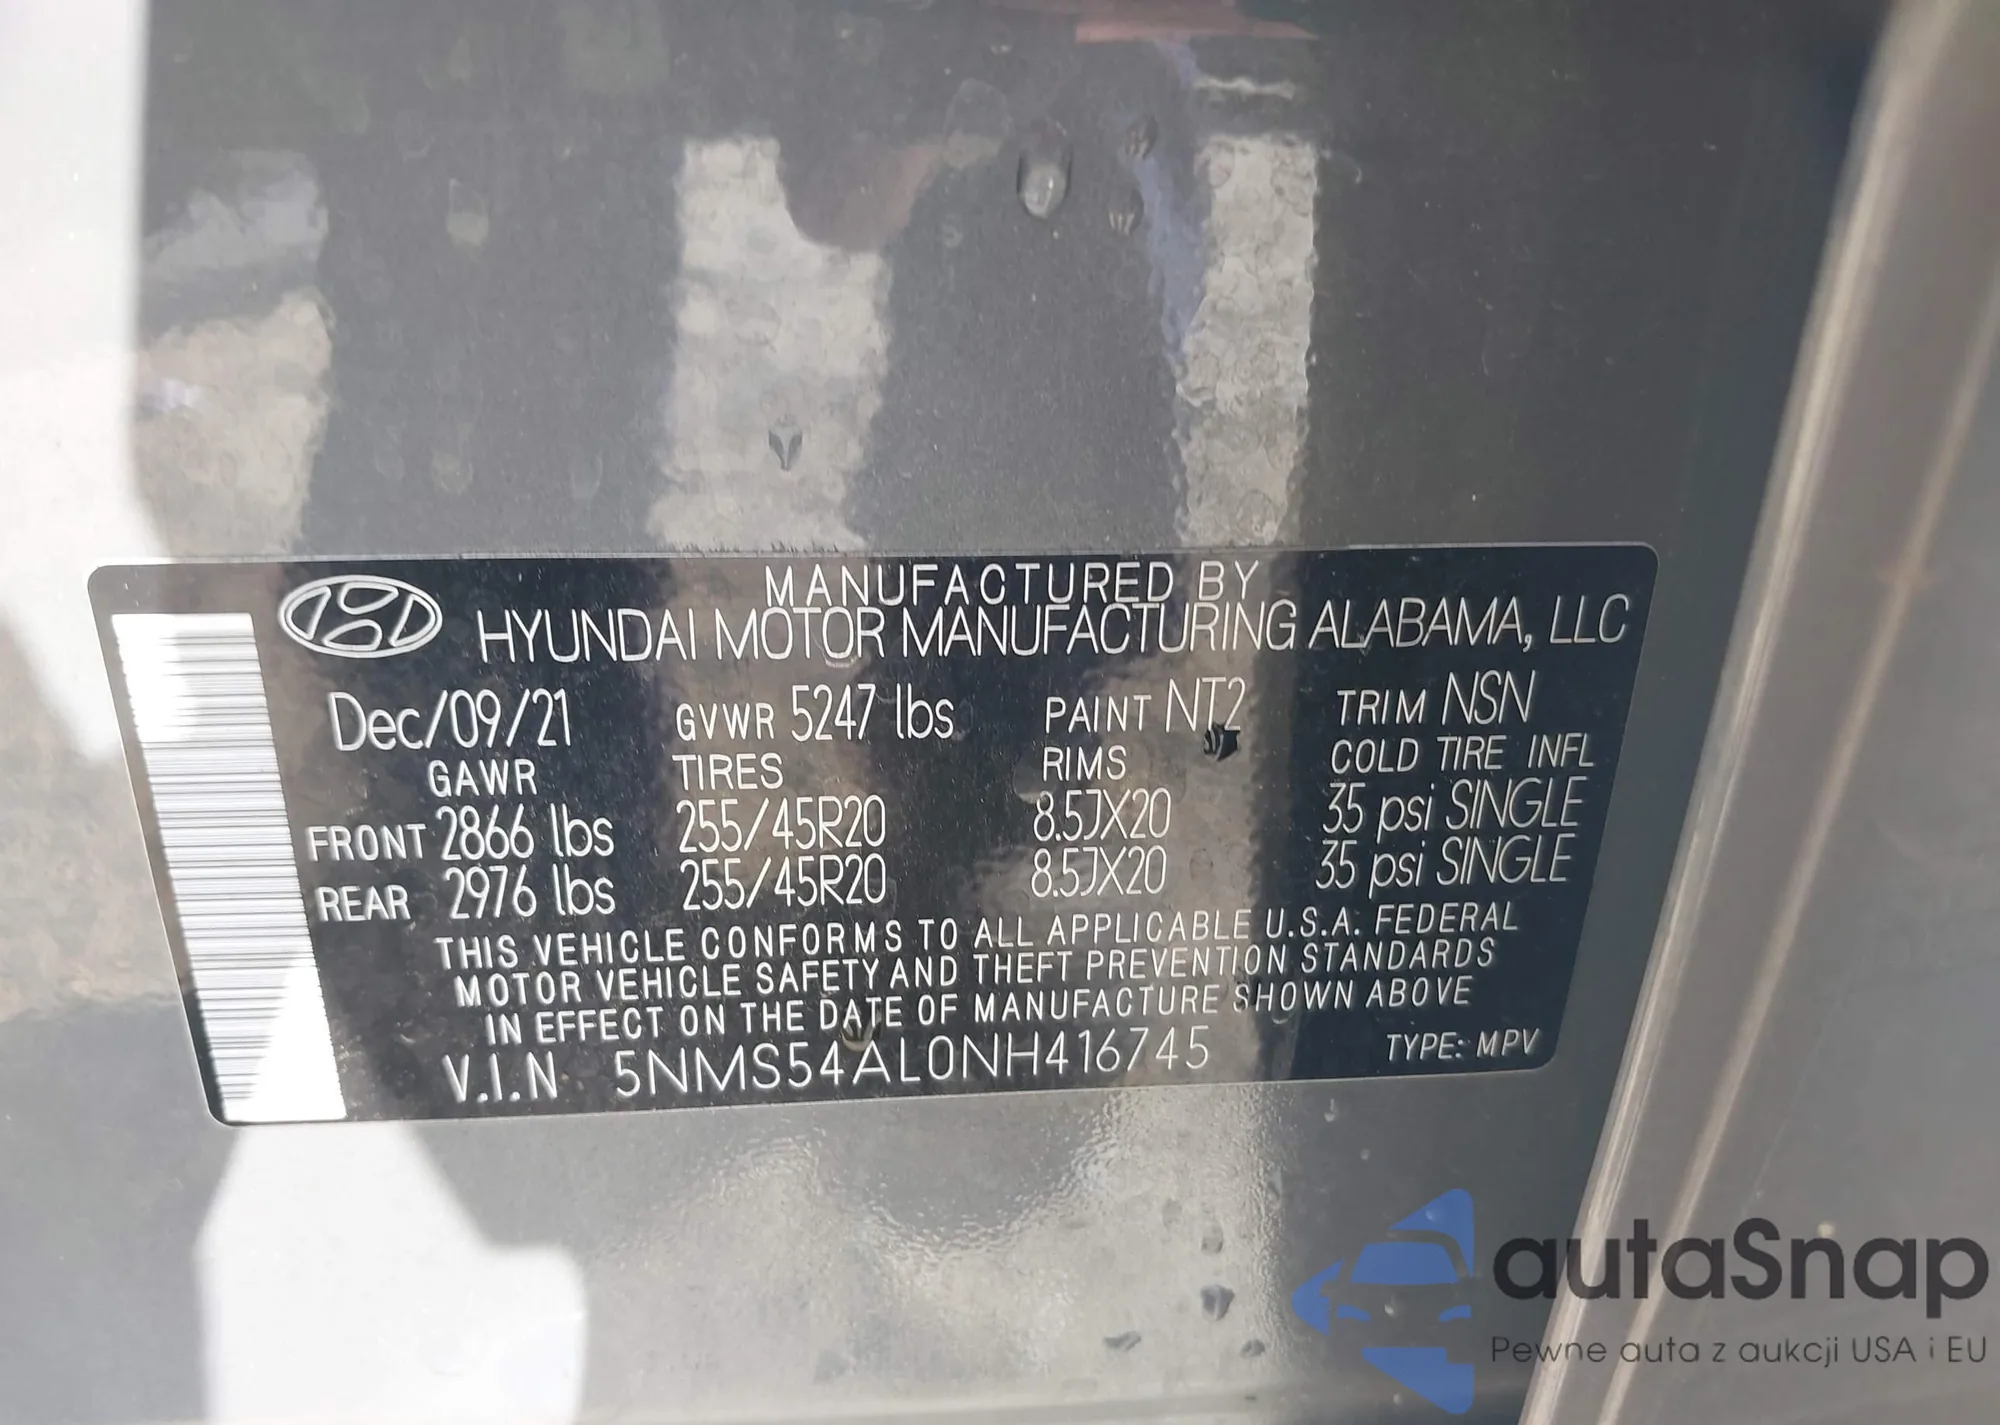 MANUFACTURED BY
HYUNDAI MOTOR MANUFACTURING ALABAMA, LLC
Dec/09/21 GVWR 5247 lbs PAINT NT2 TRIM NSN
GAWR TIRES RIMS COLD TIRE INFL
FRONT 2866 lbs 255/45R20 8.5JX20 35 psi SINGLE
REAR 2976 lbs 255/45R20 8.5JX20 35 psi SINGLE
THIS VEHICLE CONFORMS TO ALL APPLICABLE U.S.A. FEDERAL
MOTOR VEHICLE SAFETY AND THEFT PREVENTION STANDARDS
IN EFFECT ON THE DATE OF MANUFACTURE SHOWN ABOVE
V.I.N 5NMS54AL0NH416745 TYPE: MPV
autaSnap
Pewne auta z aukcji USA i EU